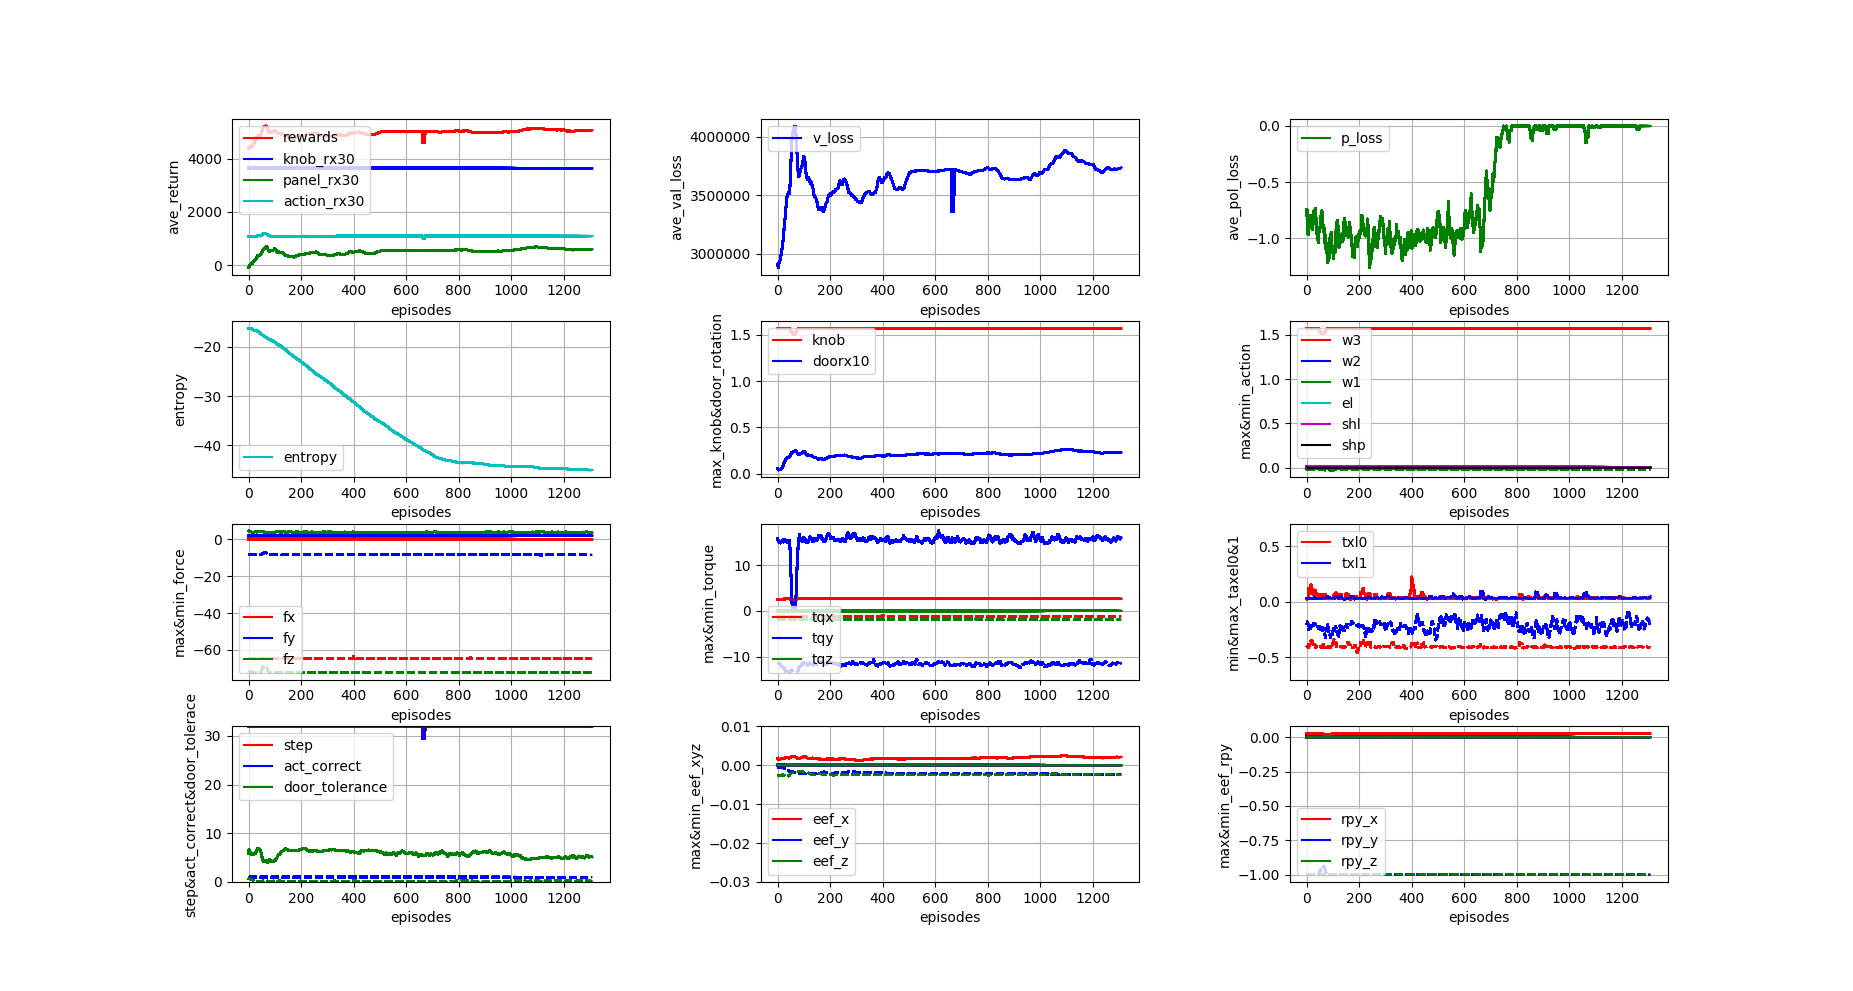 ave_return
4000
2000
0
rewards
knob_rx30
panel_rx30
action_rx30
0 200 400 600 800 1000 1200
episodes
ave_val_loss
4000000
3500000
3000000
v_loss
0 200 400 600 800 1000 1200
episodes
ave_pol_loss
0.0
−0.5
−1.0
p_loss
0 200 400 600 800 1000 1200
episodes
entropy
−20
−30
−40
entropy
0 200 400 600 800 1000 1200
episodes
max_knob&door_rotation
1.5
1.0
0.5
0.0
knob
doorx10
0 200 400 600 800 1000 1200
episodes
max&min_action
1.5
1.0
0.5
0.0
w3
w2
w1
el
shl
shp
0 200 400 600 800 1000 1200
episodes
max&min_force
0
−20
−40
−60
fx
fy
fz
0 200 400 600 800 1000 1200
episodes
max&min_torque
10
0
−10
tqx
tqy
tqz
0 200 400 600 800 1000 1200
episodes
min&max_taxel0&1
0.5
0.0
−0.5
txl0
txl1
0 200 400 600 800 1000 1200
episodes
step&act_correct&door_tolerace
30
20
10
0
step
act_correct
door_tolerance
0 200 400 600 800 1000 1200
episodes
max&min_eef_xyz
0.01
0.00
−0.01
−0.02
−0.03
eef_x
eef_y
eef_z
0 200 400 600 800 1000 1200
episodes
max&min_eef_rpy
0.00
−0.25
−0.50
−0.75
−1.00
rpy_x
rpy_y
rpy_z
0 200 400 600 800 1000 1200
episodes